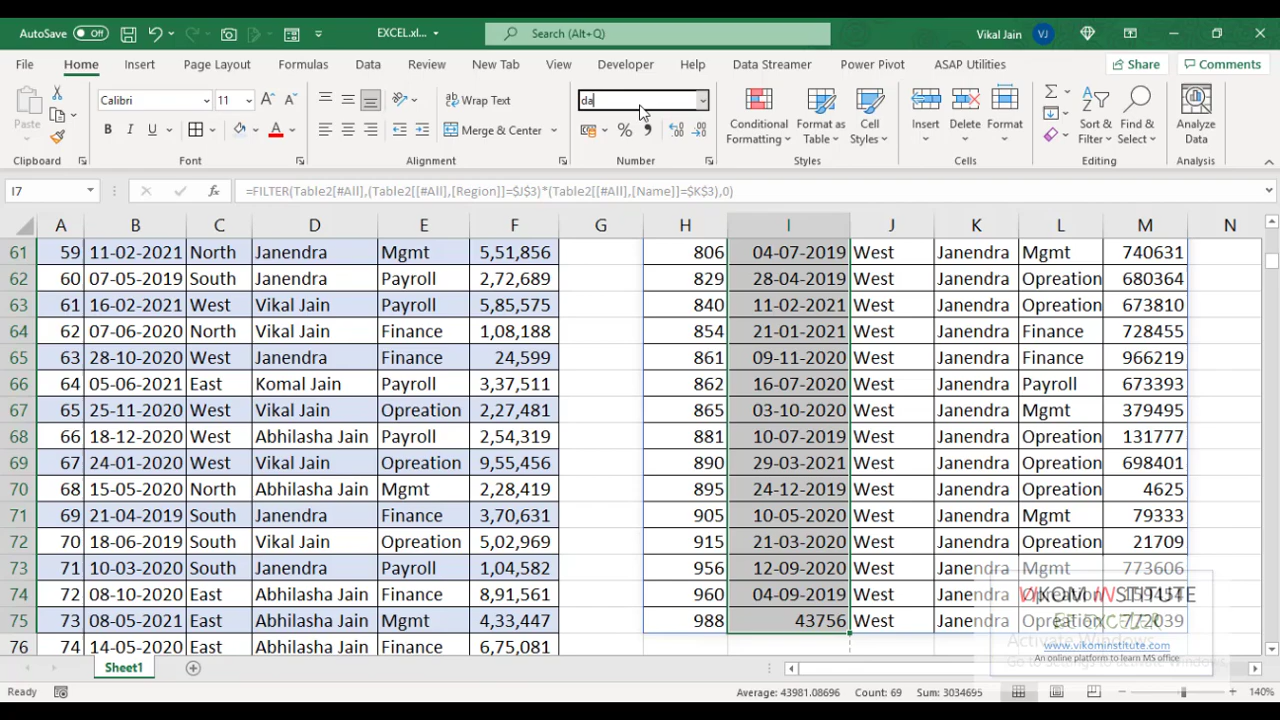 AutoSave Off EXCEL.xl... Search (Alt+Q) Vikal Jain VJ
File Home Insert Page Layout Formulas Data Review New Tab View Developer Help Data Streamer Power Pivot ASAP Utilities Share Comments
Paste Calibri 11 Wrap Text da Conditional Formatting Format as Table Cell Styles Insert Delete Format Sort & Filter Find & Select Analyze Data
B I U A Merge & Center %
Clipboard Font Alignment Number Styles Cells Editing Analysis
I7 fx =FILTER(Table2[#All],(Table2[[#All],[Region]]=$J$3)*(Table2[[#All],[Name]]=$K$3),0)
A B C D E F G H I J K L M N
61 59 11-02-2021 North Janendra Mgmt 5,51,856 806 04-07-2019 West Janendra Mgmt 740631
62 60 07-05-2019 South Janendra Payroll 2,72,689 829 28-04-2019 West Janendra Opreation 680364
63 61 16-02-2021 West Vikal Jain Payroll 5,85,575 840 11-02-2021 West Janendra Opreation 673810
64 62 07-06-2020 North Vikal Jain Finance 1,08,188 854 21-01-2021 West Janendra Finance 728455
65 63 28-10-2020 West Janendra Finance 24,599 861 09-11-2020 West Janendra Finance 966219
66 64 05-06-2021 East Komal Jain Payroll 3,37,511 862 16-07-2020 West Janendra Payroll 673393
67 65 25-11-2020 West Vikal Jain Opreation 2,27,481 865 03-10-2020 West Janendra Mgmt 379495
68 66 18-12-2020 West Abhilasha Jain Payroll 2,54,319 881 10-07-2019 West Janendra Opreation 131777
69 67 24-01-2020 West Vikal Jain Opreation 9,55,456 890 29-03-2021 West Janendra Opreation 698401
70 68 15-05-2020 North Abhilasha Jain Mgmt 2,28,419 895 24-12-2019 West Janendra Opreation 4625
71 69 21-04-2019 South Janendra Finance 3,70,631 905 10-05-2020 West Janendra Mgmt 79333
72 70 18-06-2019 South Vikal Jain Opreation 5,02,969 915 21-03-2020 West Janendra Opreation 21709
73 71 10-03-2020 South Janendra Payroll 1,04,582 956 12-09-2020 West Janendra Mgmt 773606
74 72 08-10-2020 East Abhilasha Jain Finance 8,91,561 960 04-09-2019 West Janendra
75 73 08-05-2021 East Abhilasha Jain Mgmt 4,33,447 988 43756 West Janendra Opreation 772039
76 74 14-05-2020 East Abhilasha Jain Finance 6,75,081
VIKOM INSTITUTE
BE EXCELER
www.vikominstitute.com
An online platform to learn MS office
Activate Windows
Go to Settings to activate Windows.
Sheet1
Ready Average: 43981.08696 Count: 69 Sum: 3034695 140%